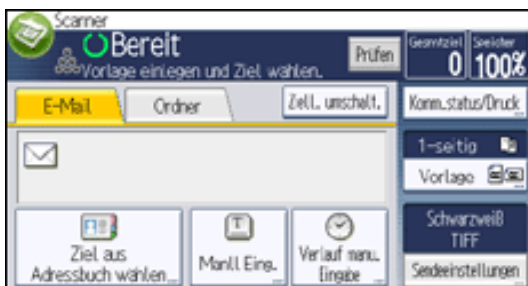 Scanner
Bereit
Vorlage einlegen und Ziel wählen.
Prüfen
Gesamtziel
0
Speicher
100%
E-Mail
Ordner
Zell. umschalt.
Komm.status/Druck
1-seitig
Vorlage
Schwarzweiß
TIFF
Sendeeinstellungen
Ziel aus
Adressbuch wählen
Manll Eing.
Verlauf manu.
Eingabe